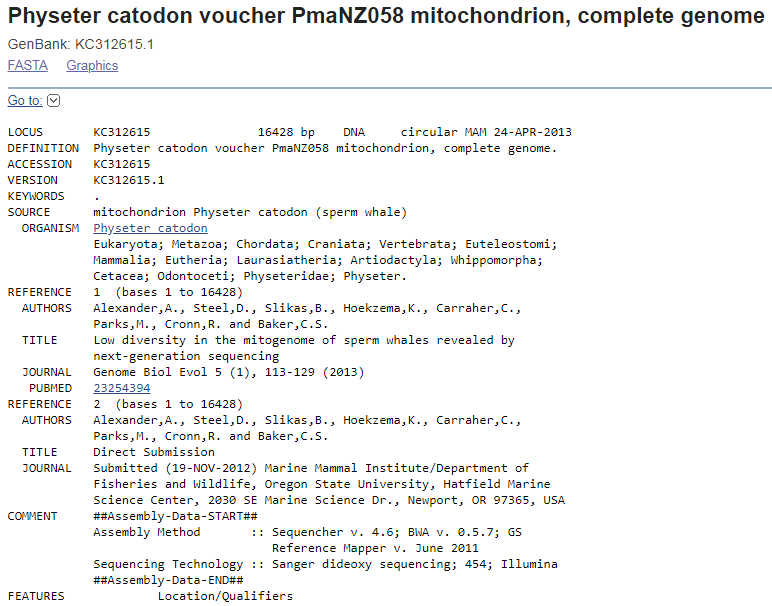 Physeter catodon voucher PmaNZ058 mitochondrion, complete genome
GenBank: KC312615.1
FASTA Graphics
Go to:
LOCUS KC312615 16428 bp DNA circular MAM 24-APR-2013
DEFINITION Physeter catodon voucher PmaNZ058 mitochondrion, complete genome.
ACCESSION KC312615
VERSION KC312615.1
KEYWORDS .
SOURCE mitochondrion Physeter catodon (sperm whale)
ORGANISM Physeter catodon
Eukaryota; Metazoa; Chordata; Craniata; Vertebrata; Euteleostomi;
Mammalia; Eutheria; Laurasiatheria; Artiodactyla; Whippomorpha;
Cetacea; Odontoceti; Physeteridae; Physeter.
REFERENCE 1 (bases 1 to 16428)
AUTHORS Alexander,A., Steel,D., Slikas,B., Hoekzema,K., Carraher,C.,
Parks,M., Cronn,R. and Baker,C.S.
TITLE Low diversity in the mitogenome of sperm whales revealed by
next-generation sequencing
JOURNAL Genome Biol Evol 5 (1), 113-129 (2013)
PUBMED 23254394
REFERENCE 2 (bases 1 to 16428)
AUTHORS Alexander,A., Steel,D., Slikas,B., Hoekzema,K., Carraher,C.,
Parks,M., Cronn,R. and Baker,C.S.
TITLE Direct Submission
JOURNAL Submitted (19-NOV-2012) Marine Mammal Institute/Department of
Fisheries and Wildlife, Oregon State University, Hatfield Marine
Science Center, 2030 SE Marine Science Dr., Newport, OR 97365, USA
COMMENT ##Assembly-Data-START##
Assembly Method :: Sequencher v. 4.6; BWA v. 0.5.7; GS
Reference Mapper v. June 2011
Sequencing Technology :: Sanger dideoxy sequencing; 454; Illumina
##Assembly-Data-END##
FEATURES Location/Qualifiers